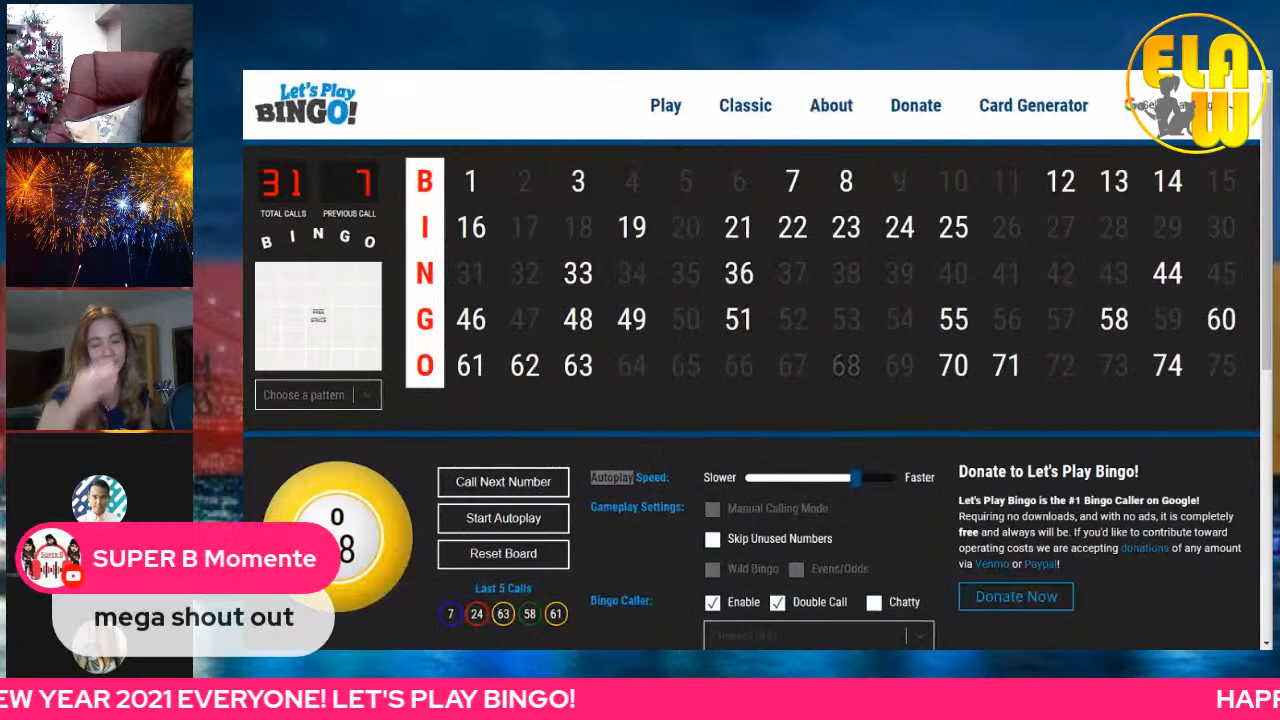 Let's Play
BINGO!
Play Classic About Donate Card Generator
ELA
W
31 7
TOTAL CALLS PREVIOUS CALL
B I N G O
FREE
SPACE
Choose a pattern
B 1 2 3 4 5 6 7 8 9 10 11 12 13 14 15
I 16 17 18 19 20 21 22 23 24 25 26 27 28 29 30
N 31 32 33 34 35 36 37 38 39 40 41 42 43 44 45
G 46 47 48 49 50 51 52 53 54 55 56 57 58 59 60
O 61 62 63 64 65 66 67 68 69 70 71 72 73 74 75
O
8
Call Next Number
Start Autoplay
Reset Board
Last 5 Calls
7 24 63 58 61
Autoplay Speed: Slower Faster
Gameplay Settings: Manual Calling Mode
Skip Unused Numbers
Wild Bingo Evens/Odds
Bingo Caller: Enable Double Call Chatty
Donate to Let's Play Bingo!
Let's Play Bingo is the #1 Bingo Caller on Google!
Requiring no downloads, and with no ads, it is completely
free and always will be. If you'd like to contribute toward
operating costs we are accepting donations of any amount
via Venmo or Paypal!
Donate Now
SUPER B
SUPER B Momente
mega shout out
EW YEAR 2021 EVERYONE! LET'S PLAY BINGO! HAPP